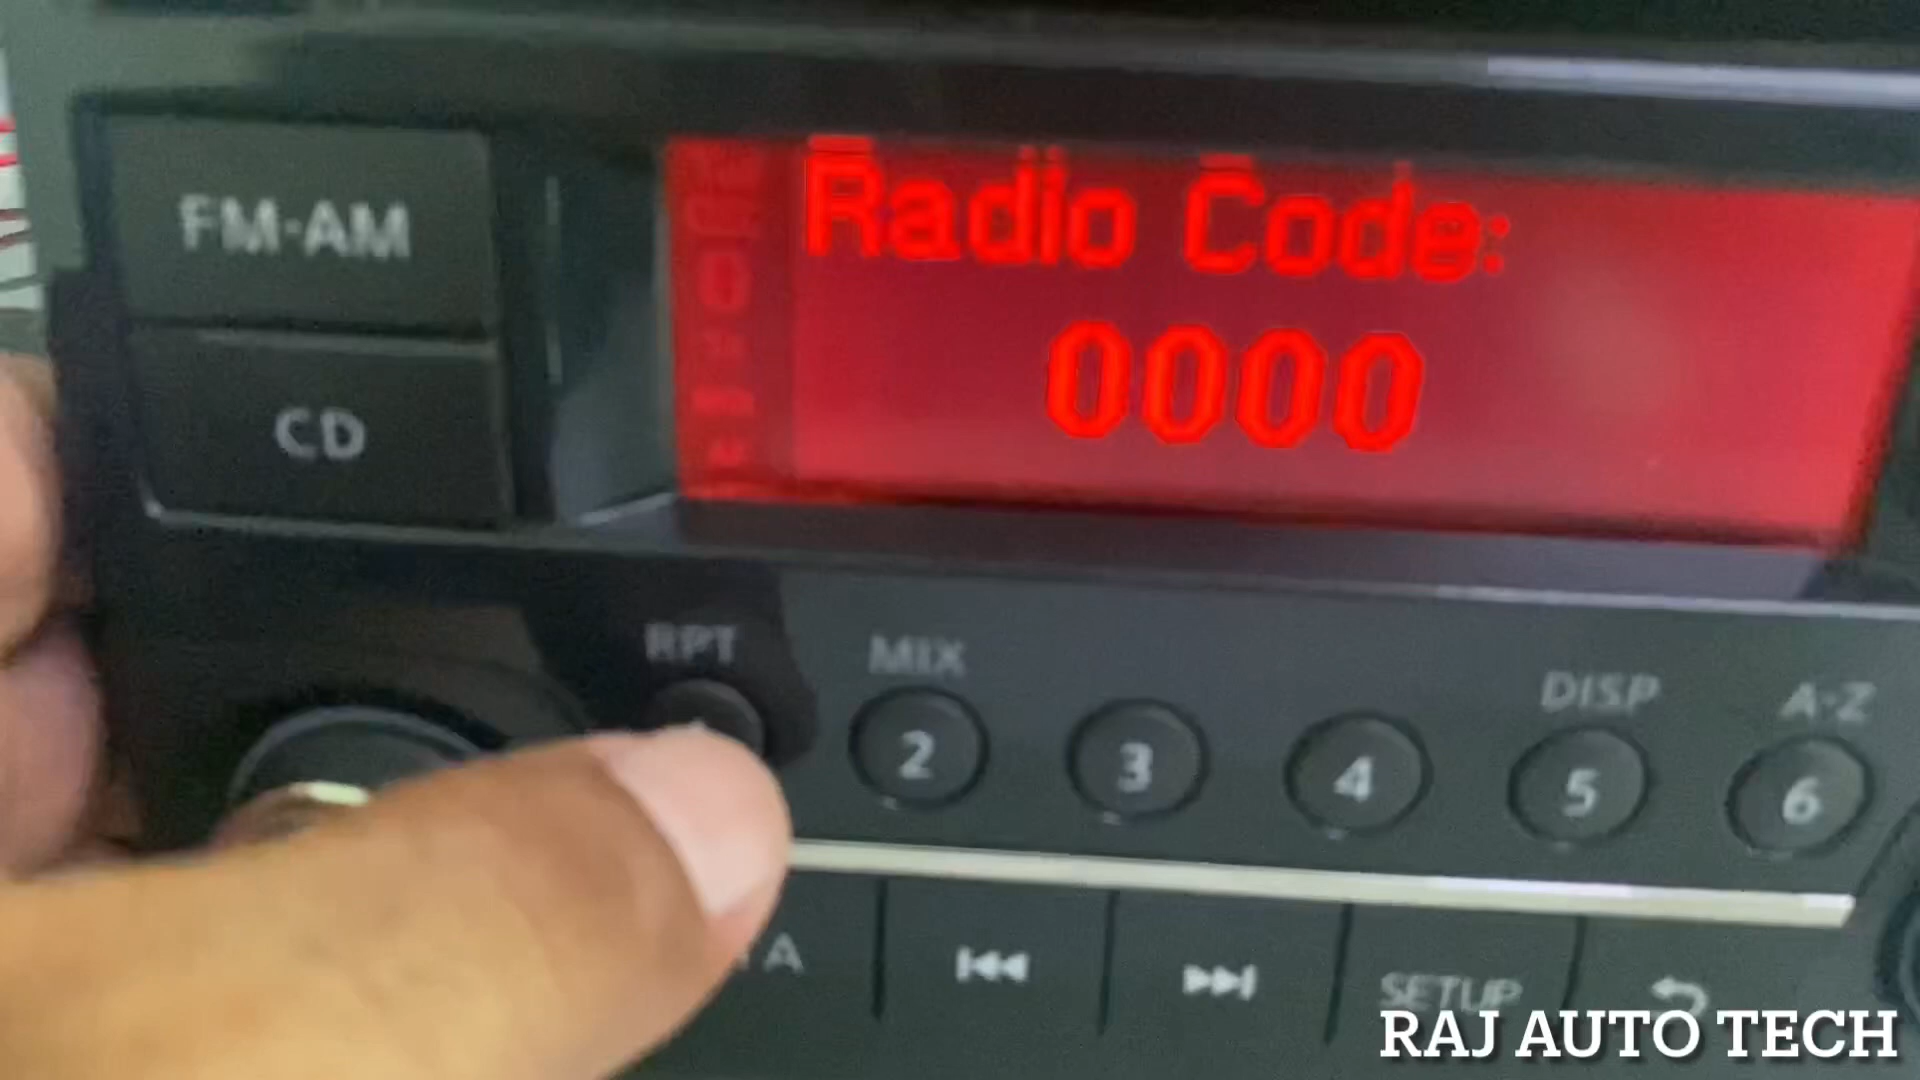 FM·AM
Radio Code:
0000
CD
RPT
MIX
DISP
A-Z
2
3
4
5
6
SETUP
RAJ AUTO TECH